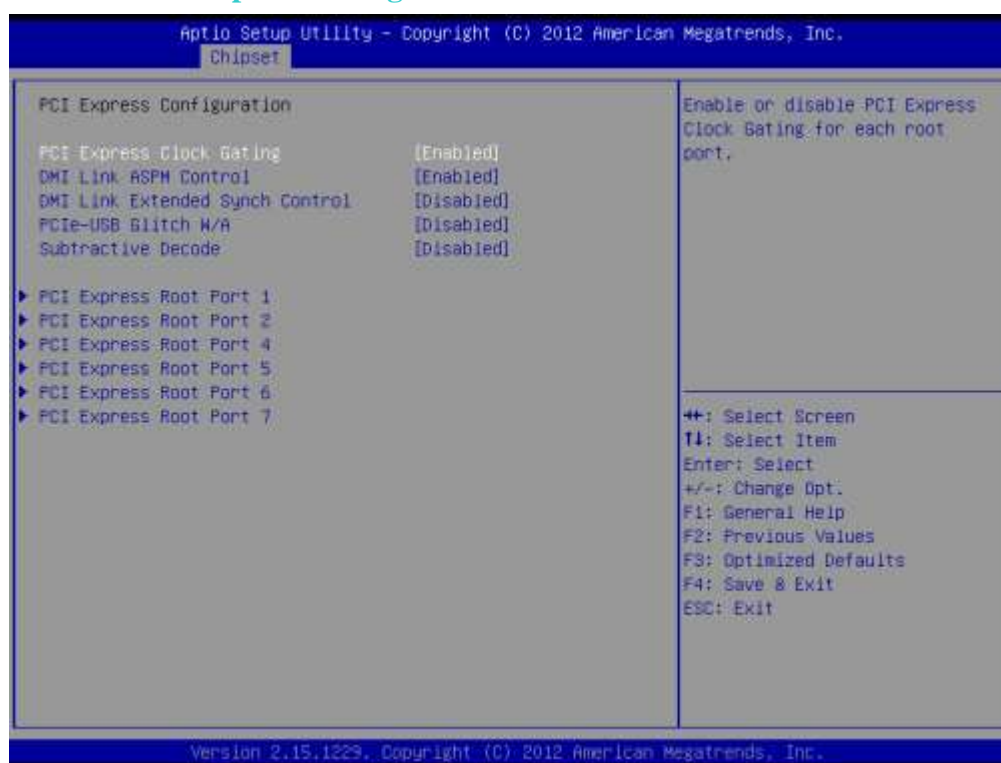 Aptio Setup Utility - Copyright (C) 2012 American Megatrends, Inc.
Chipset
PCI Express Configuration
PCI Express Clock Gating [Enabled]
DMI Link ASPM Control [Enabled]
DMI Link Extended Synch Control [Disabled]
PCIe-USB Glitch W/A [Disabled]
Subtractive Decode [Disabled]
PCI Express Root Port 1
PCI Express Root Port 2
PCI Express Root Port 4
PCI Express Root Port 5
PCI Express Root Port 6
PCI Express Root Port 7
Enable or disable PCI Express
Clock Gating for each root
port.
→←: Select Screen
↑↓: Select Item
Enter: Select
+/-: Change Opt.
F1: General Help
F2: Previous Values
F3: Optimized Defaults
F4: Save & Exit
ESC: Exit
Version 2.15.1229. Copyright (C) 2012 American Megatrends, Inc.